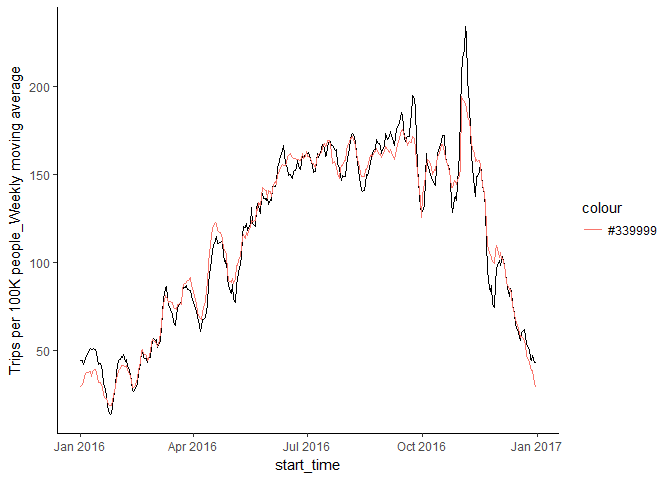 Trips per 100K people_Weekly moving average
200
150
100
50
Jan 2016
Apr 2016
Jul 2016
Oct 2016
Jan 2017
start_time
colour
#339999